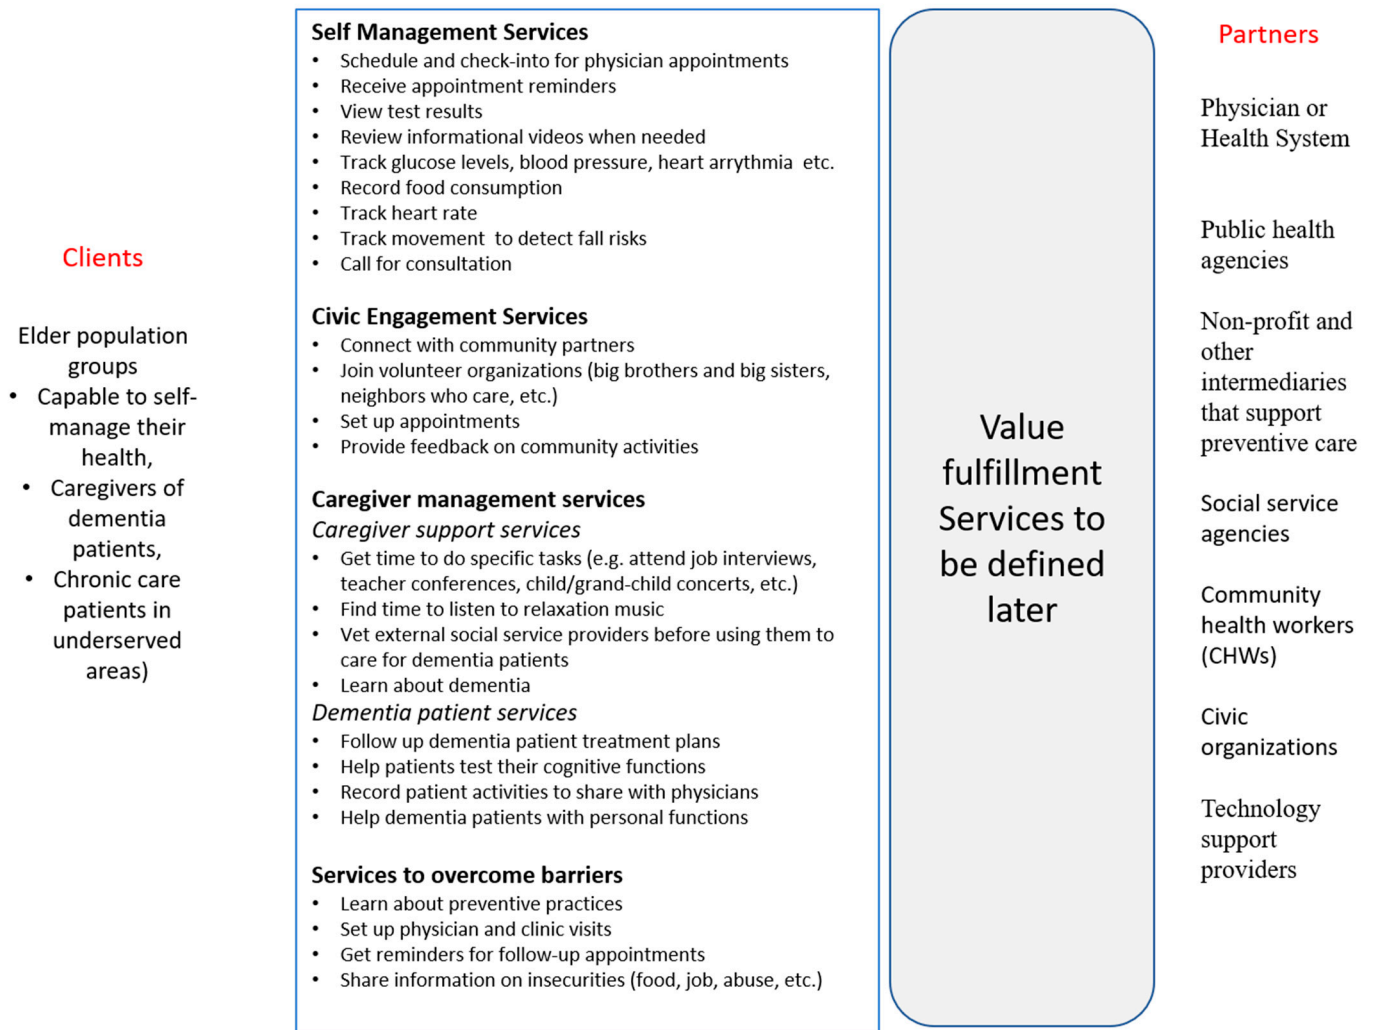 Clients
Elder population
groups
• Capable to self-
manage their
health,
• Caregivers of
dementia
patients,
• Chronic care
patients in
underserved
areas)
Self Management Services
• Schedule and check-into for physician appointments
• Receive appointment reminders
• View test results
• Review informational videos when needed
• Track glucose levels, blood pressure, heart arrythmia etc.
• Record food consumption
• Track heart rate
• Track movement to detect fall risks
• Call for consultation
Civic Engagement Services
• Connect with community partners
• Join volunteer organizations (big brothers and big sisters,
neighbors who care, etc.)
• Set up appointments
• Provide feedback on community activities
Caregiver management services
Caregiver support services
• Get time to do specific tasks (e.g. attend job interviews,
teacher conferences, child/grand-child concerts, etc.)
• Find time to listen to relaxation music
• Vet external social service providers before using them to
care for dementia patients
• Learn about dementia
Dementia patient services
• Follow up dementia patient treatment plans
• Help patients test their cognitive functions
• Record patient activities to share with physicians
• Help dementia patients with personal functions
Services to overcome barriers
• Learn about preventive practices
• Set up physician and clinic visits
• Get reminders for follow-up appointments
• Share information on insecurities (food, job, abuse, etc.)
Value
fulfillment
Services to
be defined
later
Partners
Physician or
Health System
Public health
agencies
Non-profit and
other
intermediaries
that support
preventive care
Social service
agencies
Community
health workers
(CHWs)
Civic
organizations
Technology
support
providers